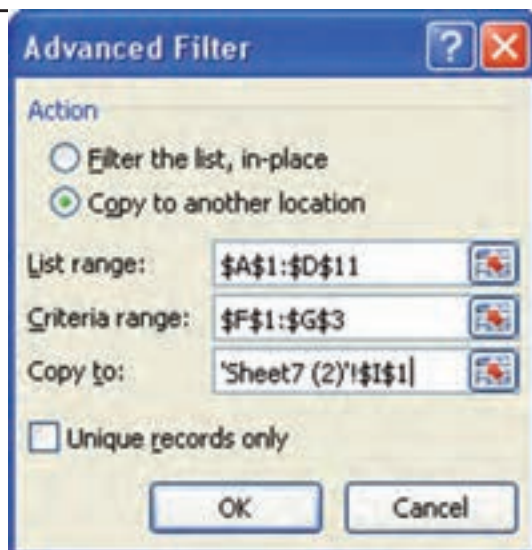 Advanced Filter
Action
Filter the list, in-place
Copy to another location
List range: $A$1:$D$11
Criteria range: $F$1:$G$3
Copy to: 'Sheet7 (2)'!$I$1
Unique records only
OK Cancel